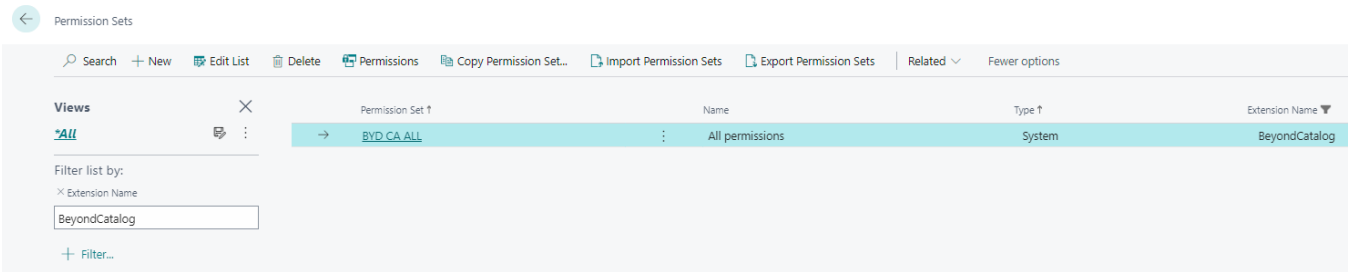 Permission Sets
Search New Edit List Delete Permissions Copy Permission Set... Import Permission Sets Export Permission Sets Related Fewer options
Views
*All
Filter list by:
× Extension Name
BeyondCatalog
+ Filter...
Permission Set ↑ Name Type ↑ Extension Name
→ BYD CA ALL All permissions System BeyondCatalog